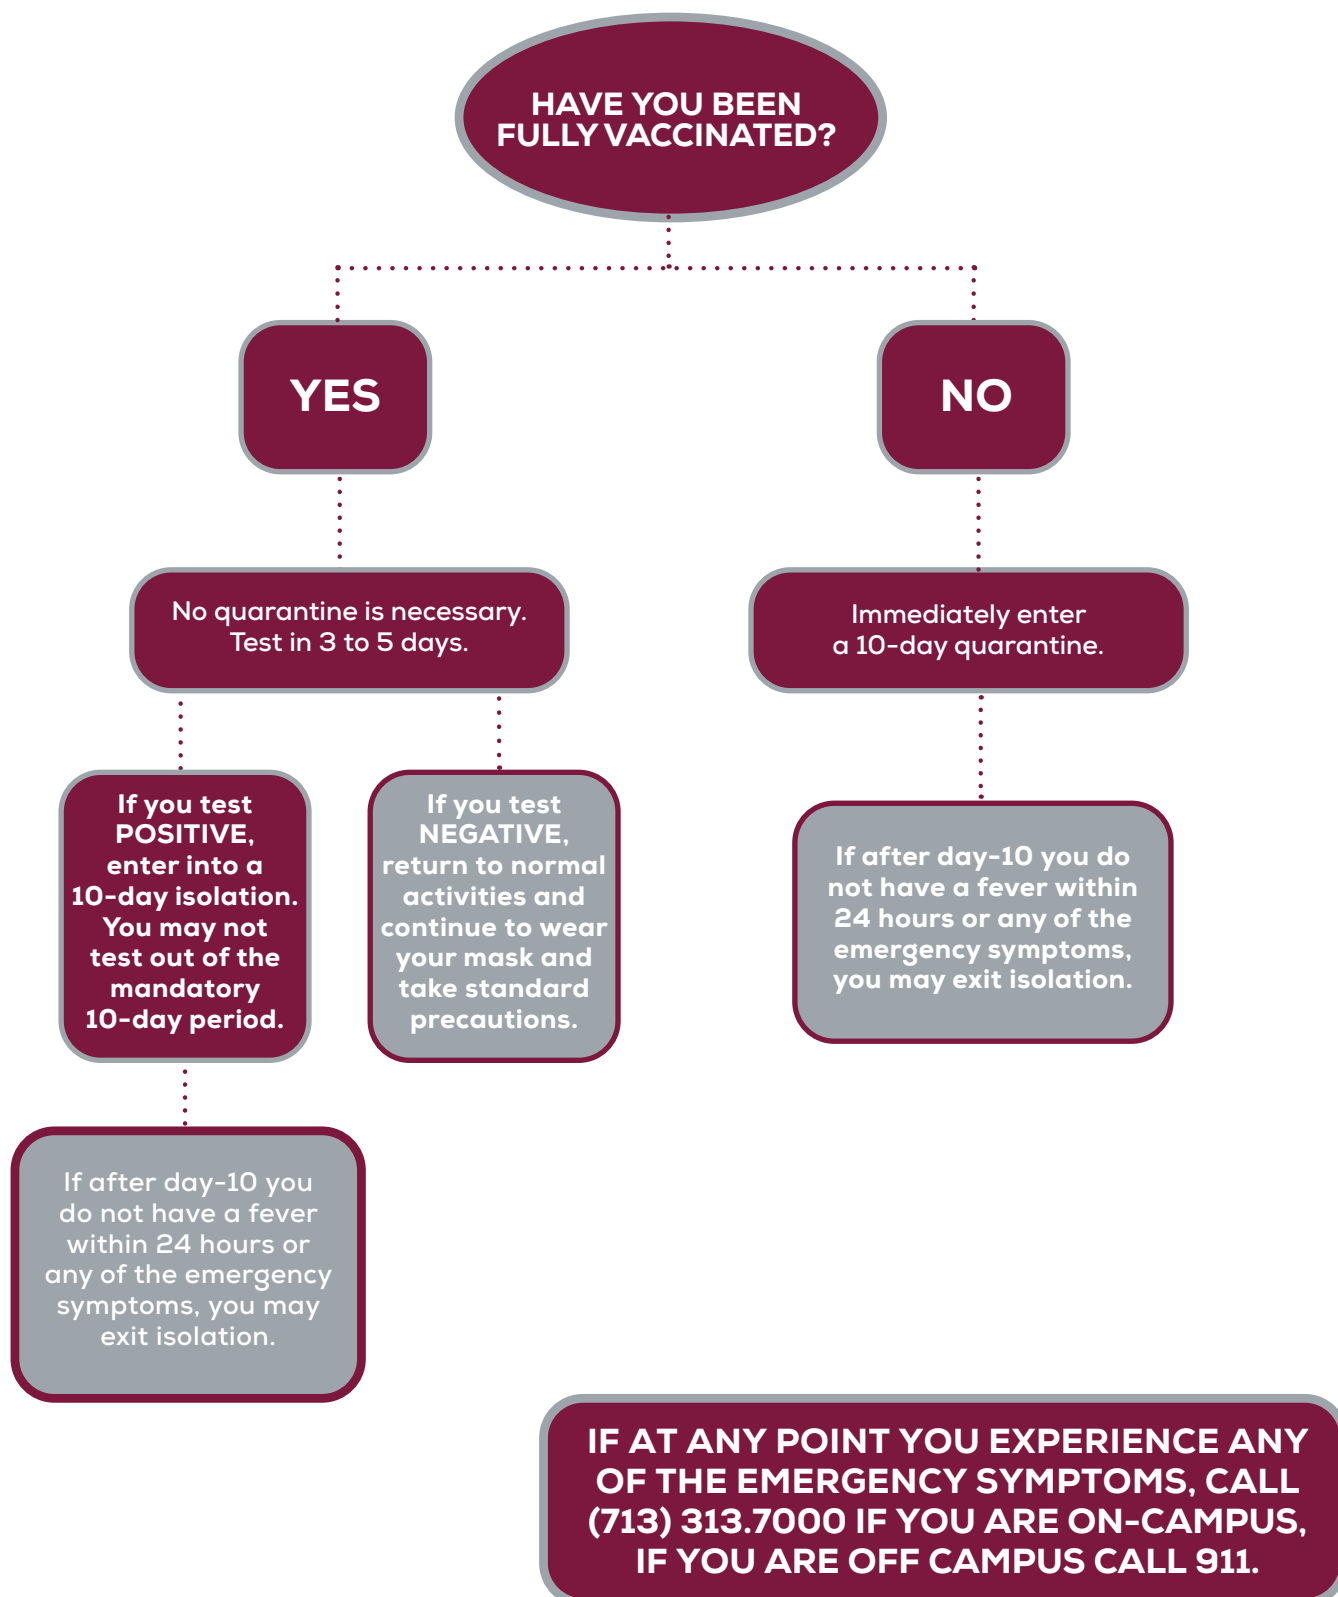 HAVE YOU BEEN
FULLY VACCINATED?
YES
NO
No quarantine is necessary.
Test in 3 to 5 days.
Immediately enter
a 10-day quarantine.
If you test
POSITIVE,
enter into a
10-day isolation.
You may not
test out of the
mandatory
10-day period.
If you test
NEGATIVE,
return to normal
activities and
continue to wear
your mask and
take standard
precautions.
If after day-10 you do
not have a fever within
24 hours or any of the
emergency symptoms,
you may exit isolation.
If after day-10 you
do not have a fever
within 24 hours or
any of the emergency
symptoms, you may
exit isolation.
IF AT ANY POINT YOU EXPERIENCE ANY
OF THE EMERGENCY SYMPTOMS, CALL
(713) 313.7000 IF YOU ARE ON-CAMPUS,
IF YOU ARE OFF CAMPUS CALL 911.